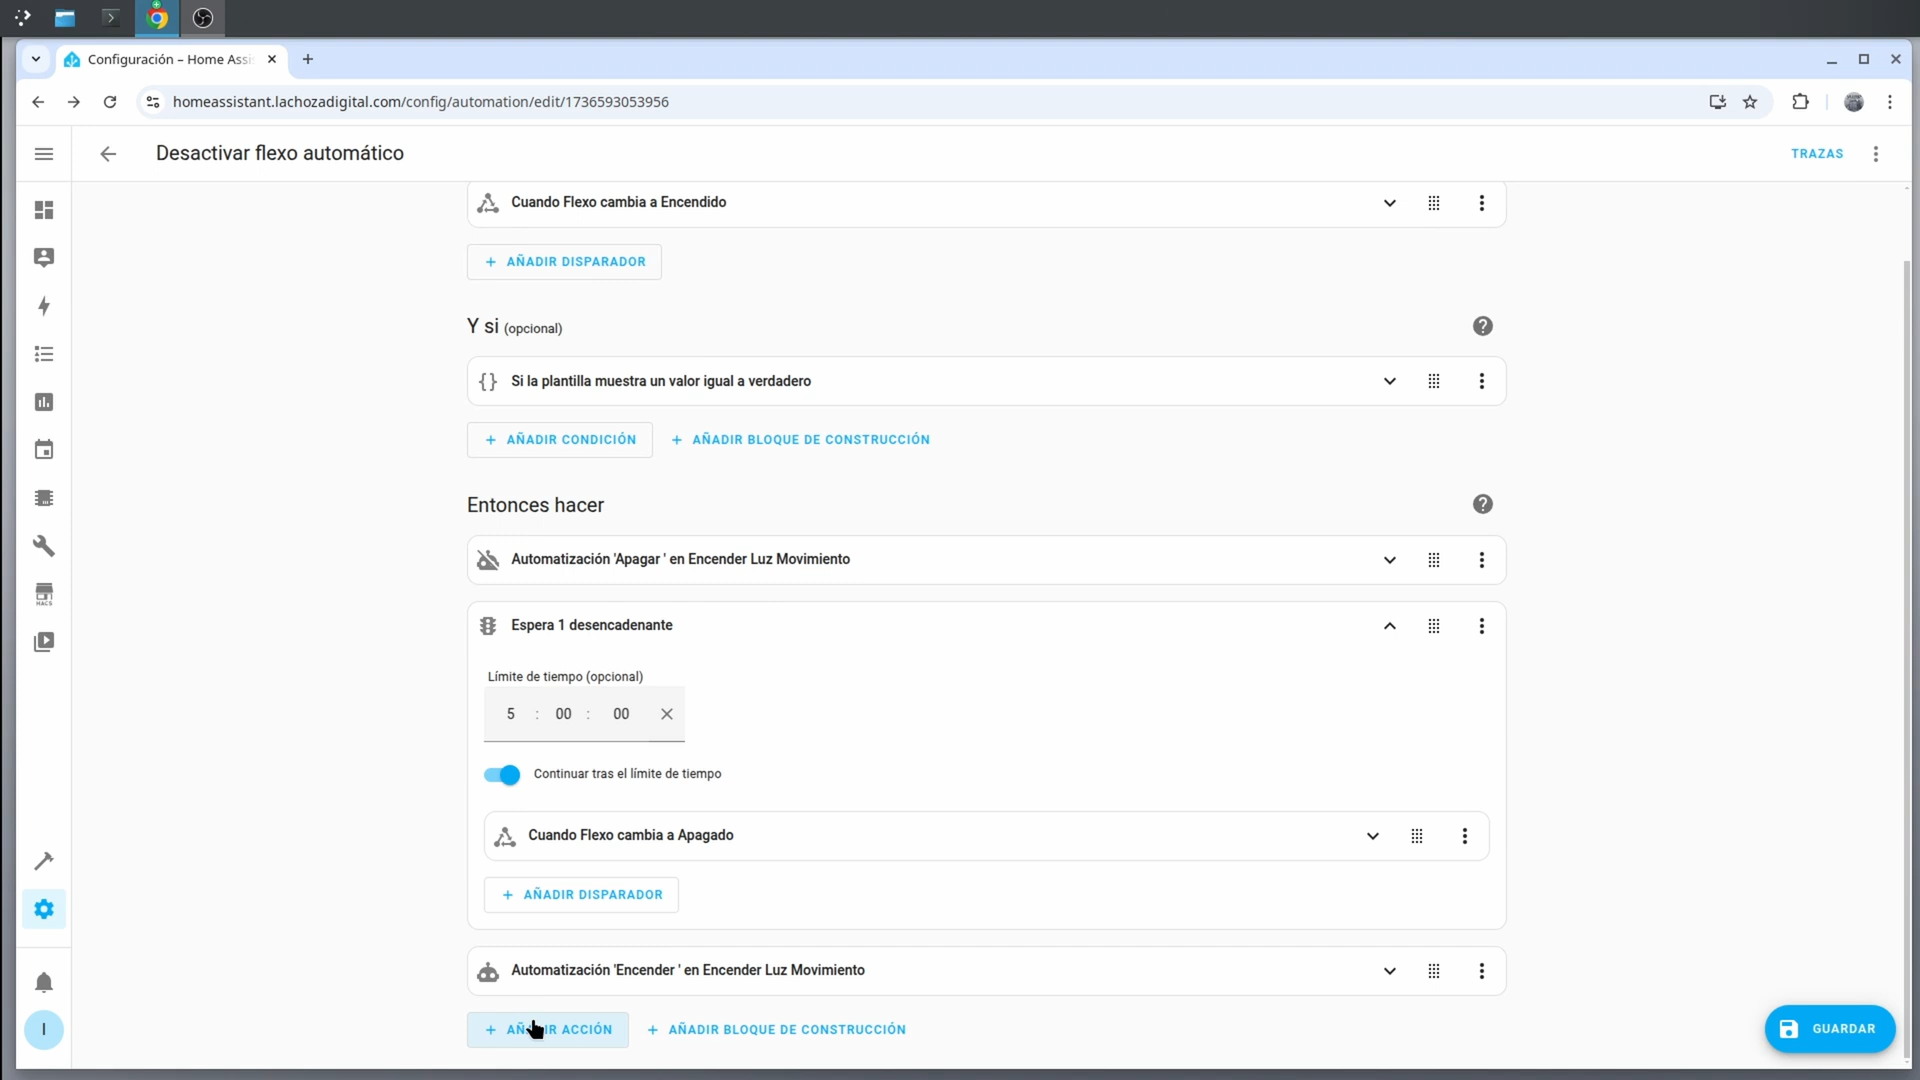 Configuración – Home Assi
homeassistant.lachozadigital.com/config/automation/edit/1736593053956
Desactivar flexo automático
TRAZAS
Cuando Flexo cambia a Encendido
+ AÑADIR DISPARADOR
Y si (opcional)
{} Si la plantilla muestra un valor igual a verdadero
+ AÑADIR CONDICIÓN + AÑADIR BLOQUE DE CONSTRUCCIÓN
Entonces hacer
Automatización 'Apagar ' en Encender Luz Movimiento
Espera 1 desencadenante
Límite de tiempo (opcional)
5 : 00 : 00
Continuar tras el límite de tiempo
Cuando Flexo cambia a Apagado
+ AÑADIR DISPARADOR
Automatización 'Encender ' en Encender Luz Movimiento
+ AÑADIR ACCIÓN + AÑADIR BLOQUE DE CONSTRUCCIÓN
GUARDAR
HACS
I